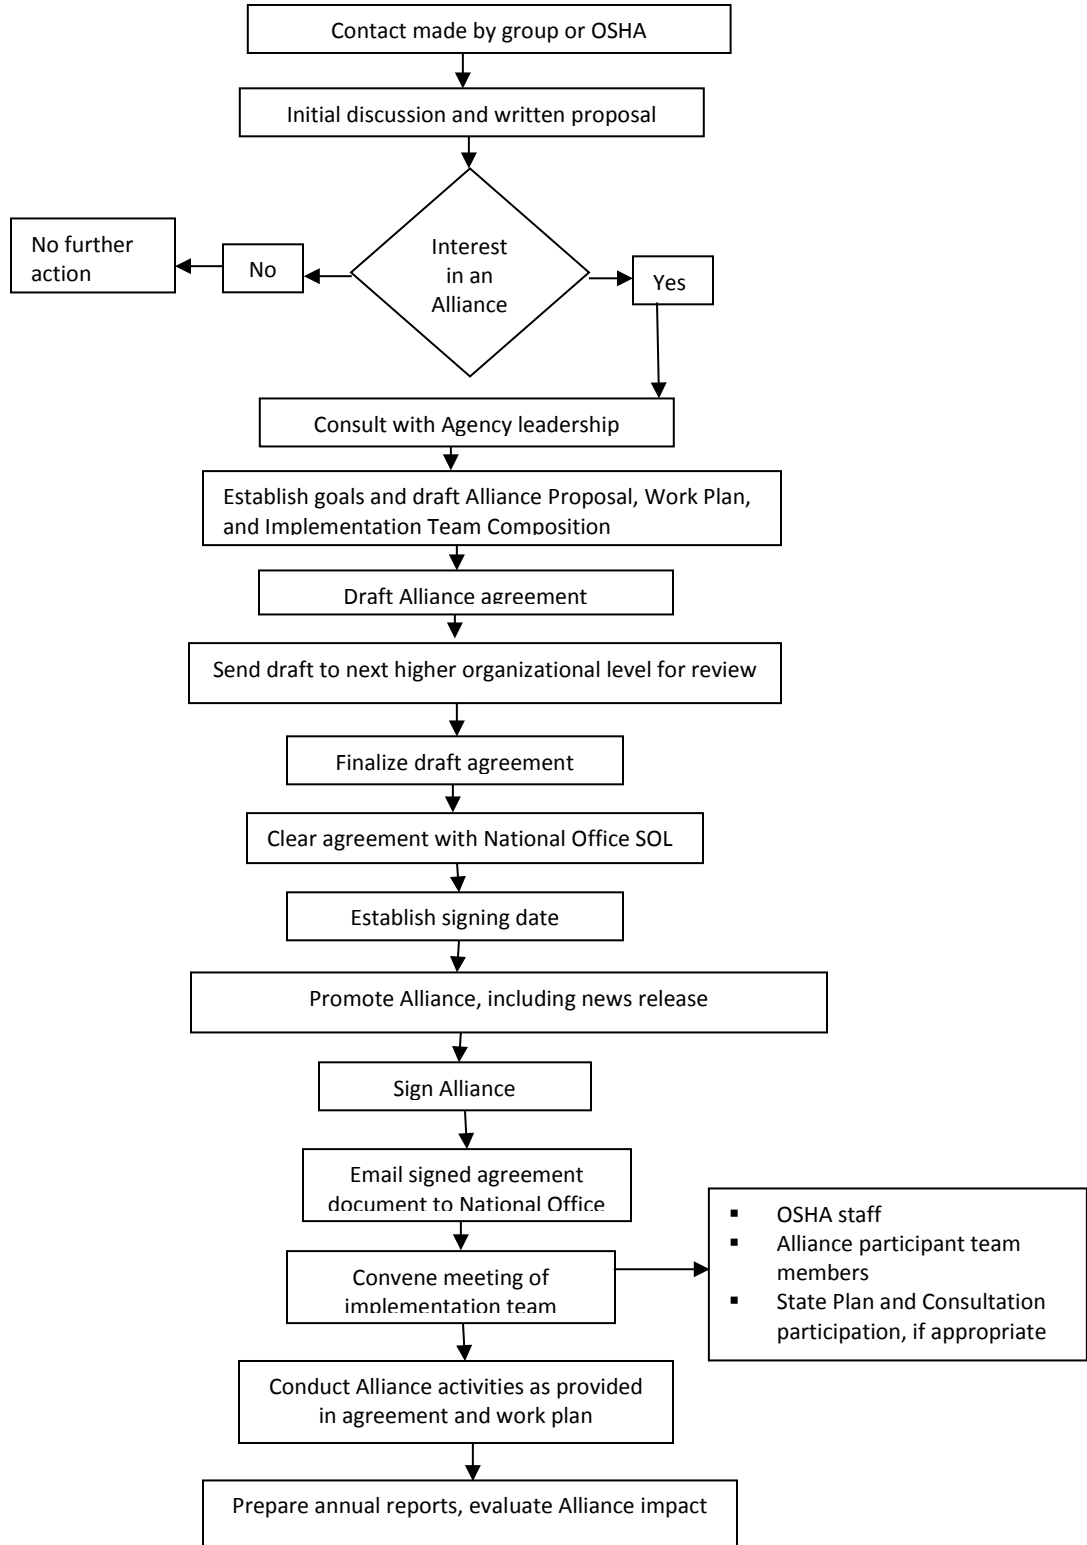 Contact made by group or OSHA
Initial discussion and written proposal
Interest
in an
Alliance
No further
action
No
Yes
Consult with Agency leadership
Establish goals and draft Alliance Proposal, Work Plan,
and Implementation Team Composition
Draft Alliance agreement
Send draft to next higher organizational level for review
Finalize draft agreement
Clear agreement with National Office SOL
Establish signing date
Promote Alliance, including news release
Sign Alliance
Email signed agreement
document to National Office
Convene meeting of
implementation team
▪ OSHA staff
▪ Alliance participant team
members
▪ State Plan and Consultation
participation, if appropriate
Conduct Alliance activities as provided
in agreement and work plan
Prepare annual reports, evaluate Alliance impact